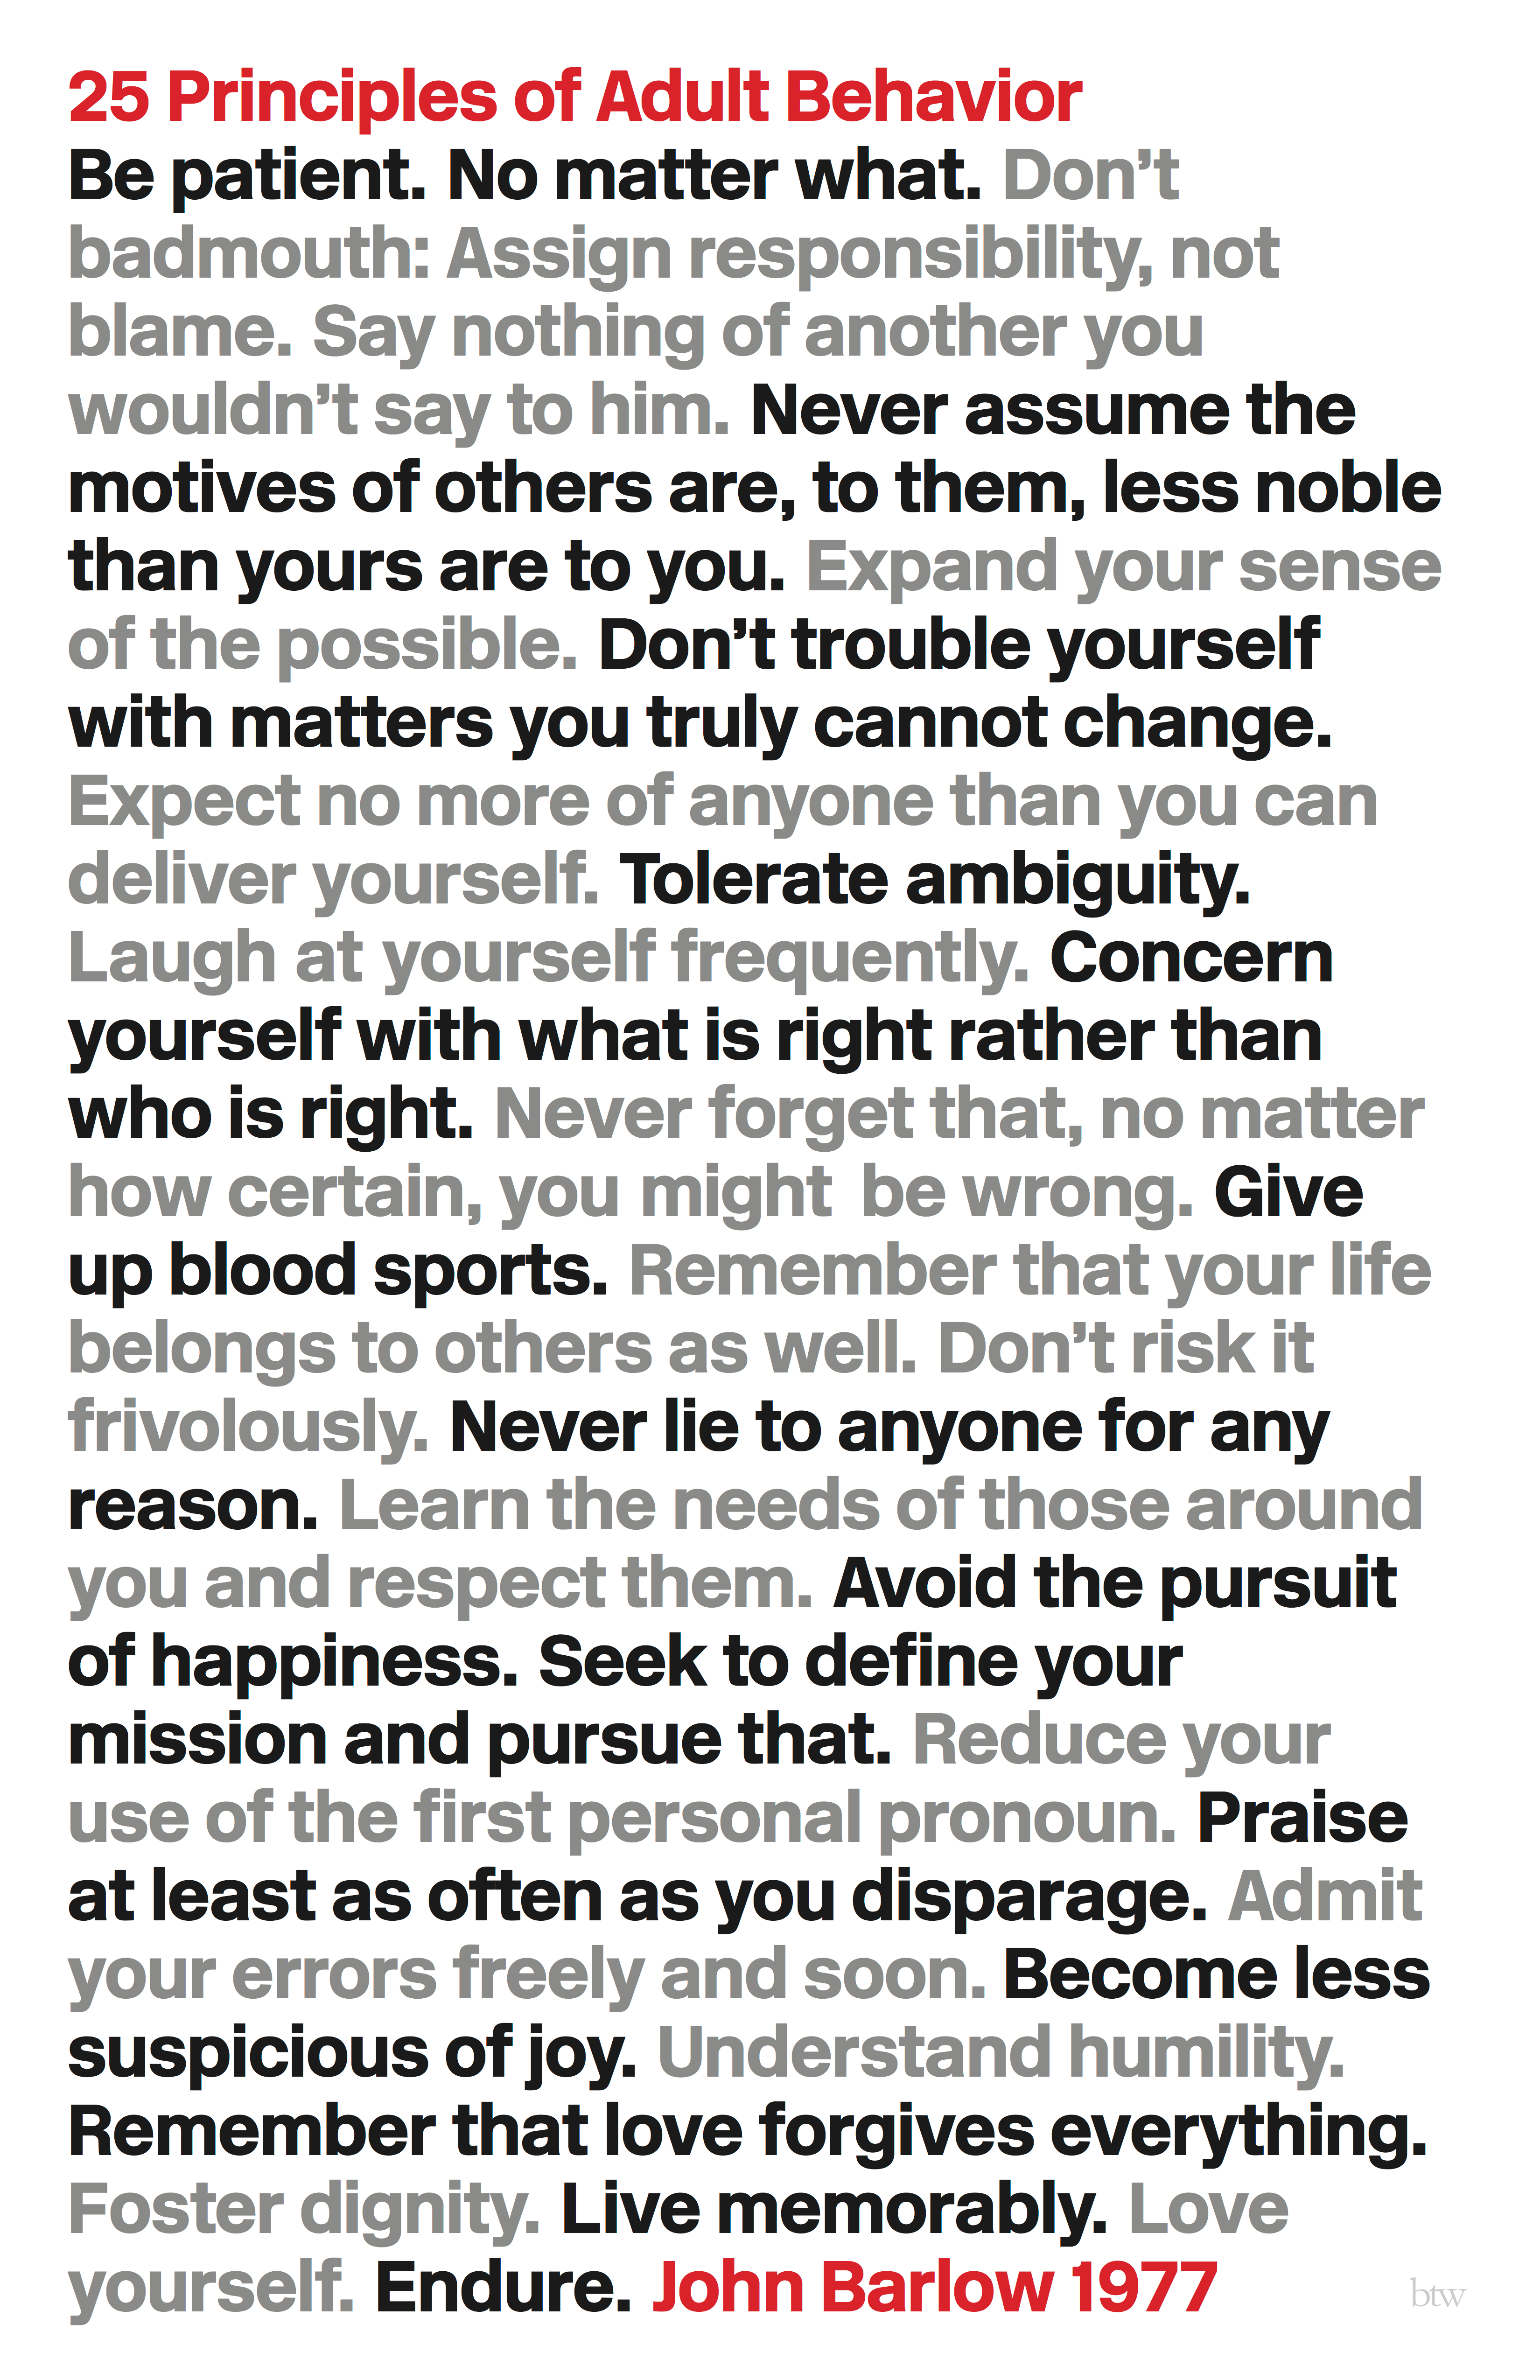 25 Principles of Adult Behavior
Be patient. No matter what. Don’t
badmouth: Assign responsibility, not
blame. Say nothing of another you
wouldn’t say to him. Never assume the
motives of others are, to them, less noble
than yours are to you. Expand your sense
of the possible. Don’t trouble yourself
with matters you truly cannot change.
Expect no more of anyone than you can
deliver yourself. Tolerate ambiguity.
Laugh at yourself frequently. Concern
yourself with what is right rather than
who is right. Never forget that, no matter
how certain, you might be wrong. Give
up blood sports. Remember that your life
belongs to others as well. Don’t risk it
frivolously. Never lie to anyone for any
reason. Learn the needs of those around
you and respect them. Avoid the pursuit
of happiness. Seek to define your
mission and pursue that. Reduce your
use of the first personal pronoun. Praise
at least as often as you disparage. Admit
your errors freely and soon. Become less
suspicious of joy. Understand humility.
Remember that love forgives everything.
Foster dignity. Live memorably. Love
yourself. Endure. John Barlow 1977
btw